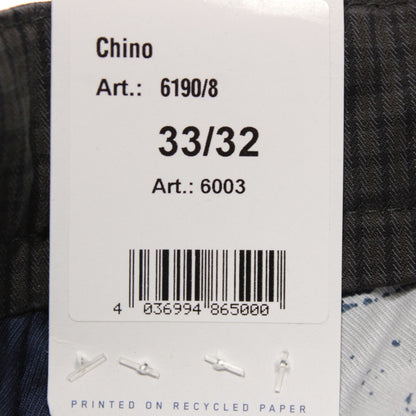 Chino
Art.: 6190/8
33/32
Art.: 6003
4 036994 865000
PRINTED ON RECYCLED PAPER